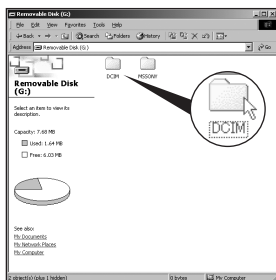 Removable Disk (G:)
File Edit View Favorites Tools Help
Back Search Folders History
Address Removable Disk (G:) Go
Removable Disk (G:)
DCIM MSSONY
DCIM
Select an item to view its description.
Capacity: 7.68 MB
Used: 1.64 MB
Free: 6.03 MB
See also:
My Documents
My Network Places
My Computer
2 object(s) (plus 1 hidden) 0 bytes My Computer